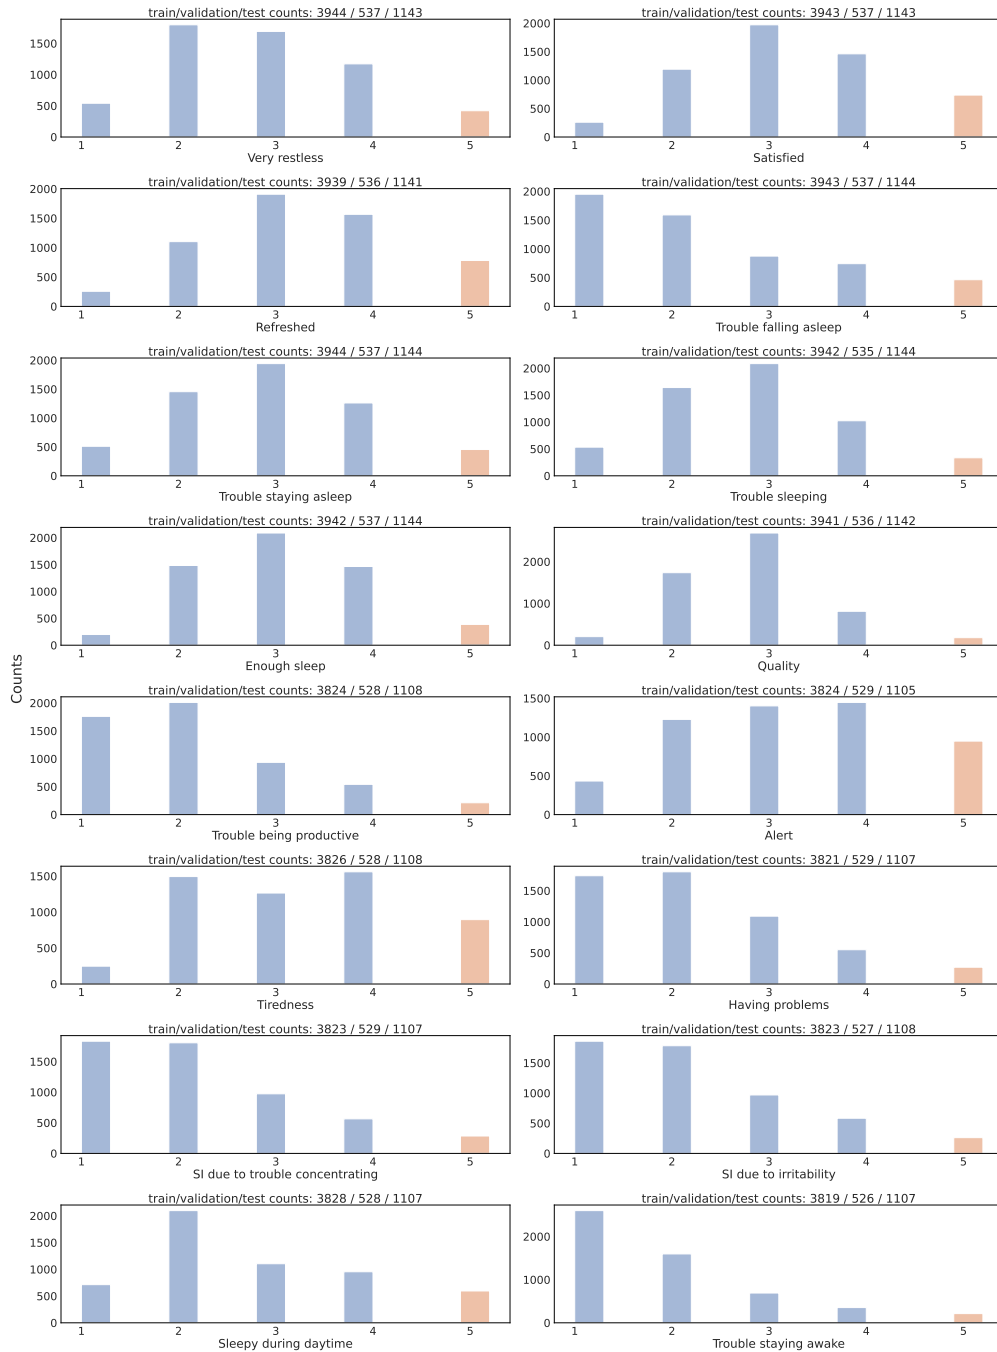 train/validation/test counts: 3944 / 537 / 1143
1500
1000
500
0
1 2 3 4 5
Very restless
train/validation/test counts: 3943 / 537 / 1143
2000
1500
1000
500
0
1 2 3 4 5
Satisfied
train/validation/test counts: 3939 / 536 / 1141
2000
1500
1000
500
0
1 2 3 4 5
Refreshed
train/validation/test counts: 3943 / 537 / 1144
2000
1500
1000
500
0
1 2 3 4 5
Trouble falling asleep
train/validation/test counts: 3944 / 537 / 1144
2000
1500
1000
500
0
1 2 3 4 5
Trouble staying asleep
train/validation/test counts: 3942 / 535 / 1144
2000
1500
1000
500
0
1 2 3 4 5
Trouble sleeping
train/validation/test counts: 3942 / 537 / 1144
2000
1500
1000
500
0
1 2 3 4 5
Enough sleep
train/validation/test counts: 3941 / 536 / 1142
2000
1000
0
1 2 3 4 5
Quality
Counts
train/validation/test counts: 3824 / 528 / 1108
2000
1500
1000
500
0
1 2 3 4 5
Trouble being productive
train/validation/test counts: 3824 / 529 / 1105
1500
1000
500
0
1 2 3 4 5
Alert
train/validation/test counts: 3826 / 528 / 1108
1500
1000
500
0
1 2 3 4 5
Tiredness
train/validation/test counts: 3821 / 529 / 1107
1500
1000
500
0
1 2 3 4 5
Having problems
train/validation/test counts: 3823 / 529 / 1107
1500
1000
500
0
1 2 3 4 5
SI due to trouble concentrating
train/validation/test counts: 3823 / 527 / 1108
1500
1000
500
0
1 2 3 4 5
SI due to irritability
train/validation/test counts: 3828 / 528 / 1107
2000
1500
1000
500
0
1 2 3 4 5
Sleepy during daytime
train/validation/test counts: 3819 / 526 / 1107
2000
1000
0
1 2 3 4 5
Trouble staying awake